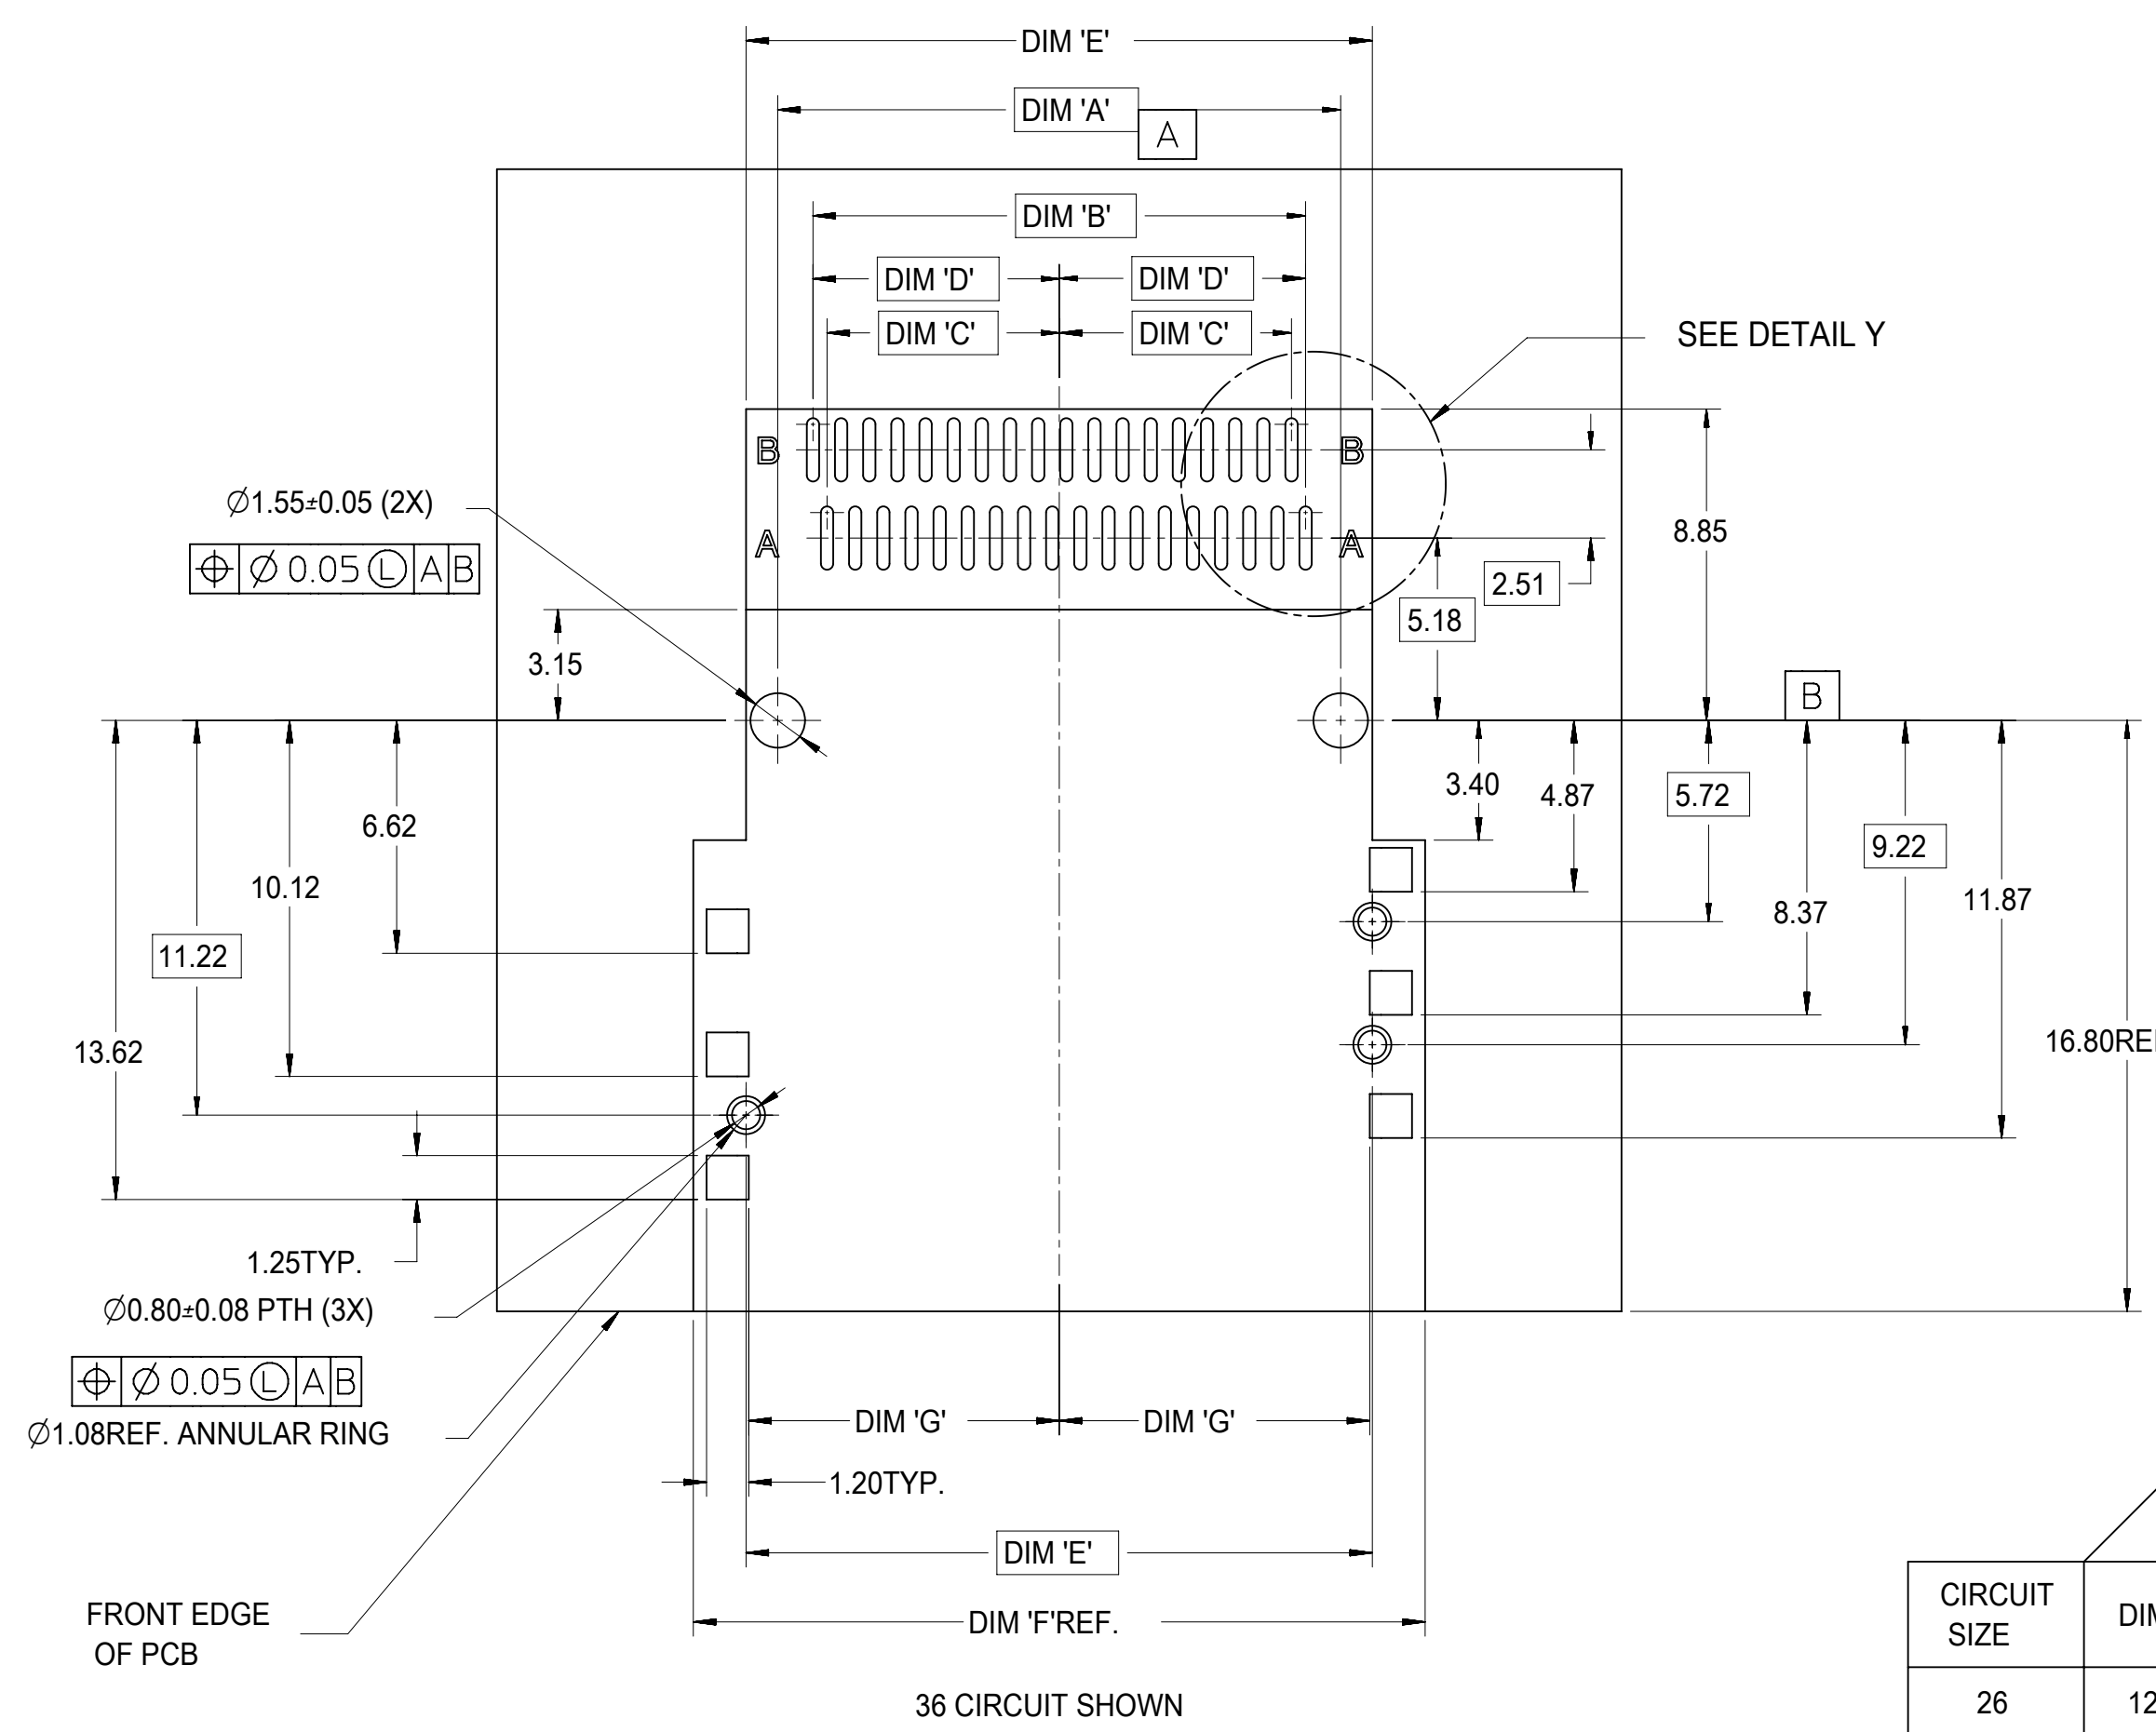 DIM 'E'
DIM 'A'
A
DIM 'B'
DIM 'D' DIM 'D'
DIM 'C' DIM 'C'
SEE DETAIL Y
B B
A A
⌀1.55±0.05 (2X)
⌖ ⌀ 0.05 Ⓛ A B
8.85
2.51
5.18
3.15
B
3.40
4.87
5.72
6.62
9.22
10.12
8.37
11.87
11.22
13.62
16.80RE
1.25TYP.
⌀0.80±0.08 PTH (3X)
⌖ ⌀ 0.05 Ⓛ A B
⌀1.08REF. ANNULAR RING
DIM 'G' DIM 'G'
1.20TYP.
DIM 'E'
FRONT EDGE
OF PCB
DIM 'F'REF.
36 CIRCUIT SHOWN
CIRCUIT
SIZE
26 12